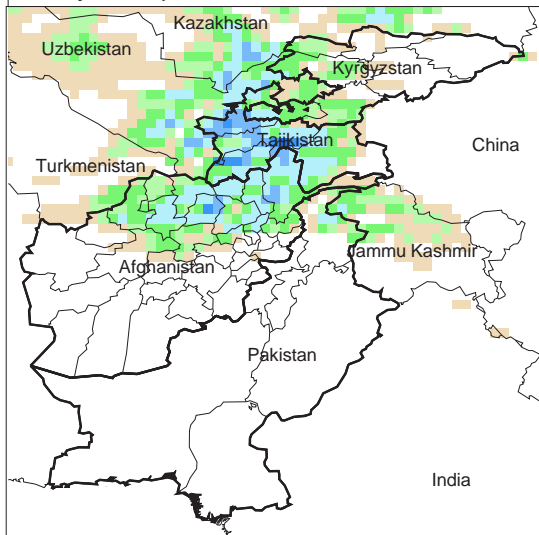 Kazakhstan
Uzbekistan
Kyrgyzstan
Tajikistan
China
Turkmenistan
Jammu Kashmir
Afghanistan
Pakistan
India